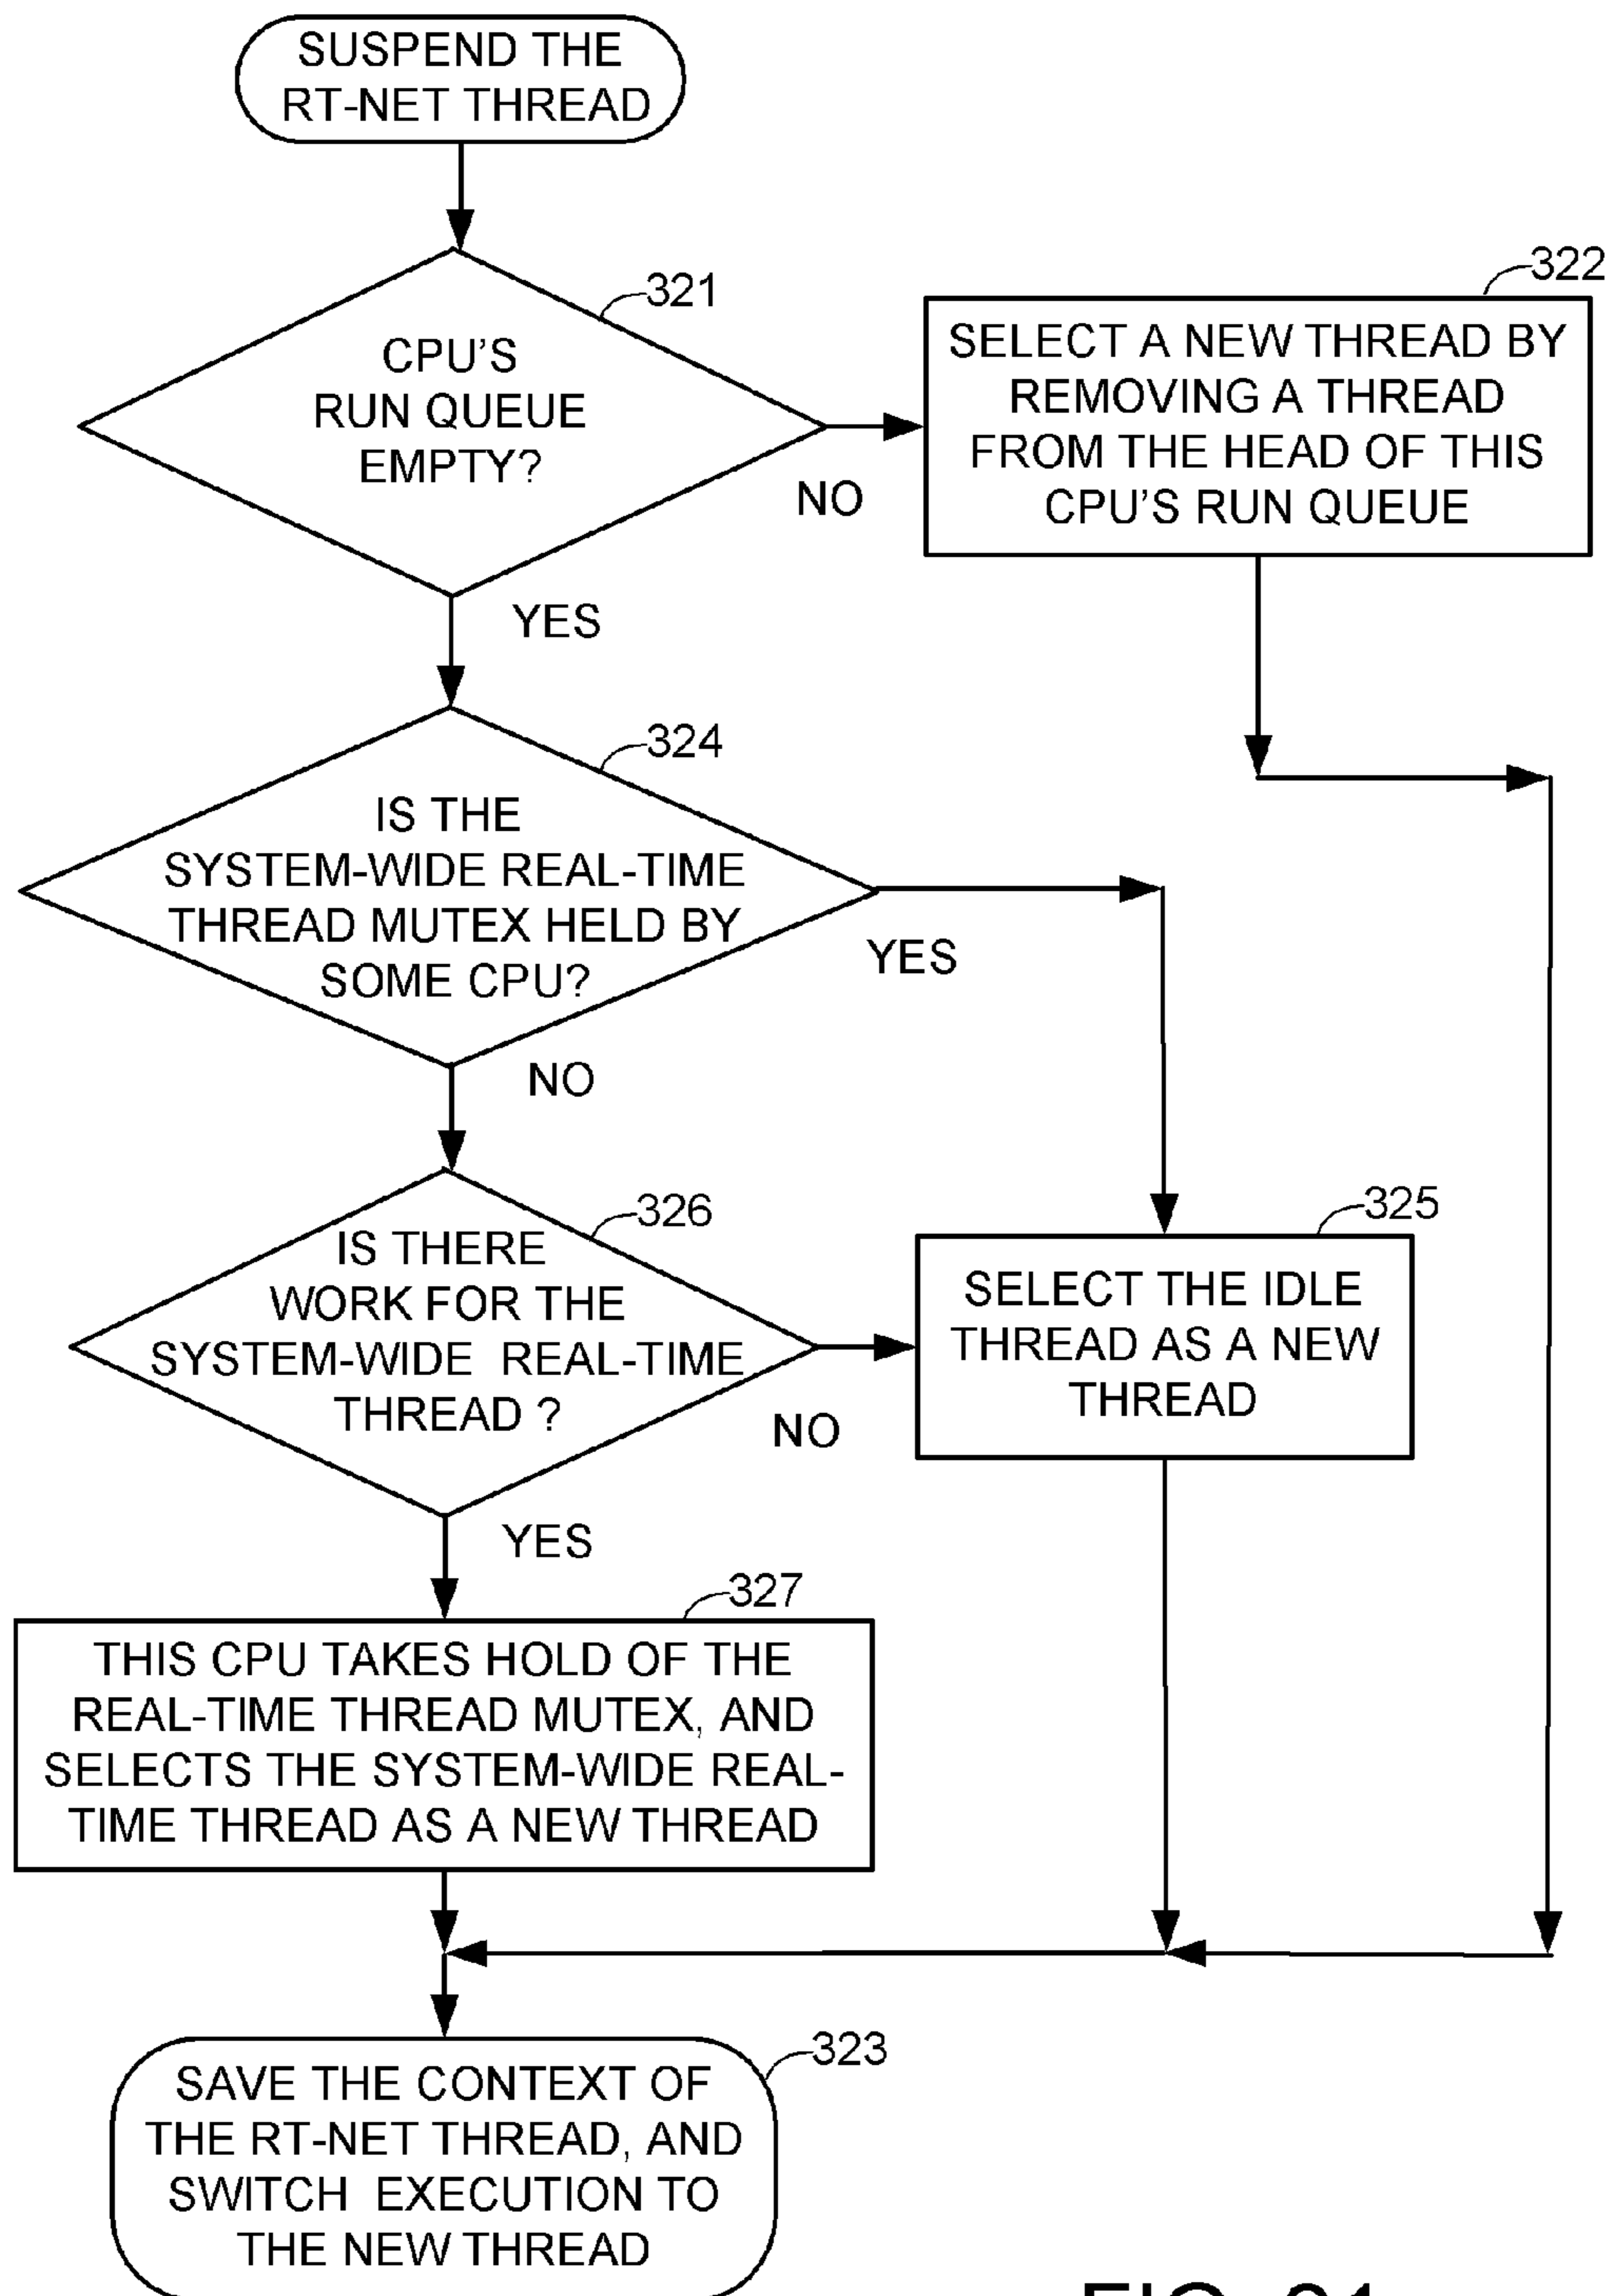 SUSPEND THE
RT-NET THREAD
321
CPU'S
RUN QUEUE
EMPTY?
NO
YES
322
SELECT A NEW THREAD BY
REMOVING A THREAD
FROM THE HEAD OF THIS
CPU'S RUN QUEUE
324
IS THE
SYSTEM-WIDE REAL-TIME
THREAD MUTEX HELD BY
SOME CPU?
YES
NO
326
IS THERE
WORK FOR THE
SYSTEM-WIDE REAL-TIME
THREAD ?
NO
YES
325
SELECT THE IDLE
THREAD AS A NEW
THREAD
327
THIS CPU TAKES HOLD OF THE
REAL-TIME THREAD MUTEX, AND
SELECTS THE SYSTEM-WIDE REAL-
TIME THREAD AS A NEW THREAD
323
SAVE THE CONTEXT OF
THE RT-NET THREAD, AND
SWITCH EXECUTION TO
THE NEW THREAD